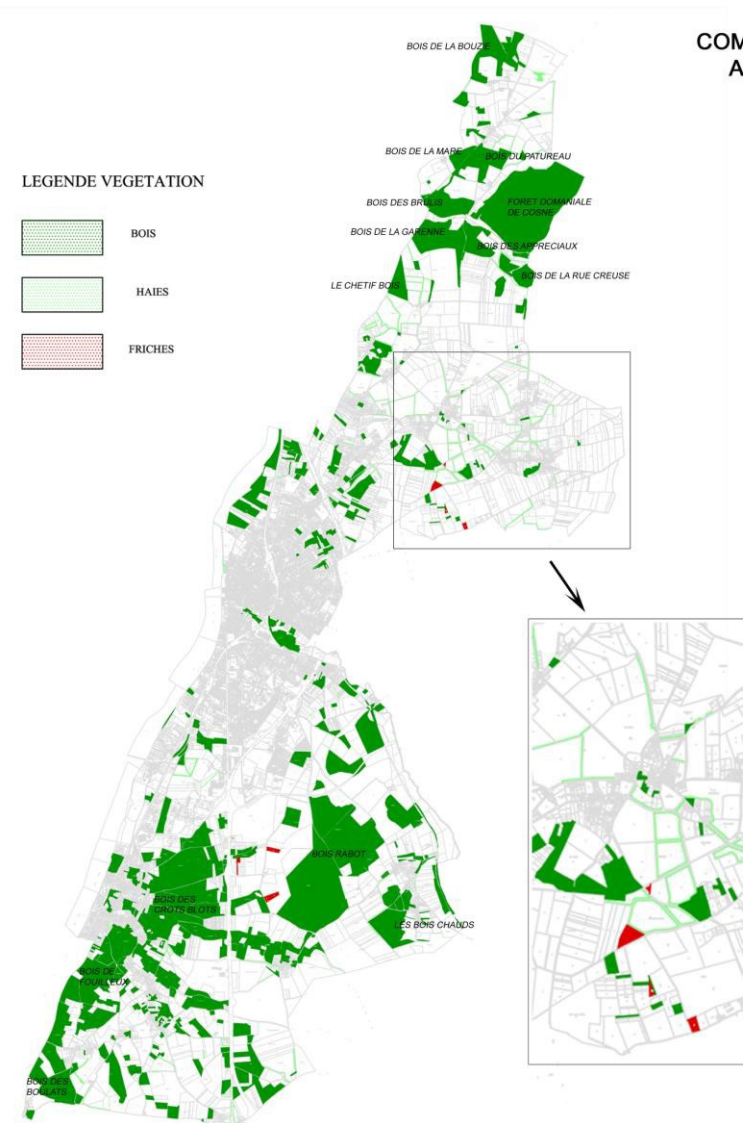 COM
A
LEGENDE VEGETATION
BOIS
HAIES
FRICHES
BOIS DE LA BOUZIE
BOIS DE LA MARE
BOIS DU PATUREAU
BOIS DES BRULIS
FORET DOMANIALE
DE COSNE
BOIS DE LA GARENNE
BOIS DES APPRECIAUX
BOIS DE LA RUE CREUSE
LE CHETIF BOIS
BOIS RABOT
BOIS DES
CROTS BLOTS
LES BOIS CHAUDS
BOIS DE
FOUILLEUX
BOIS DES
BOULATS